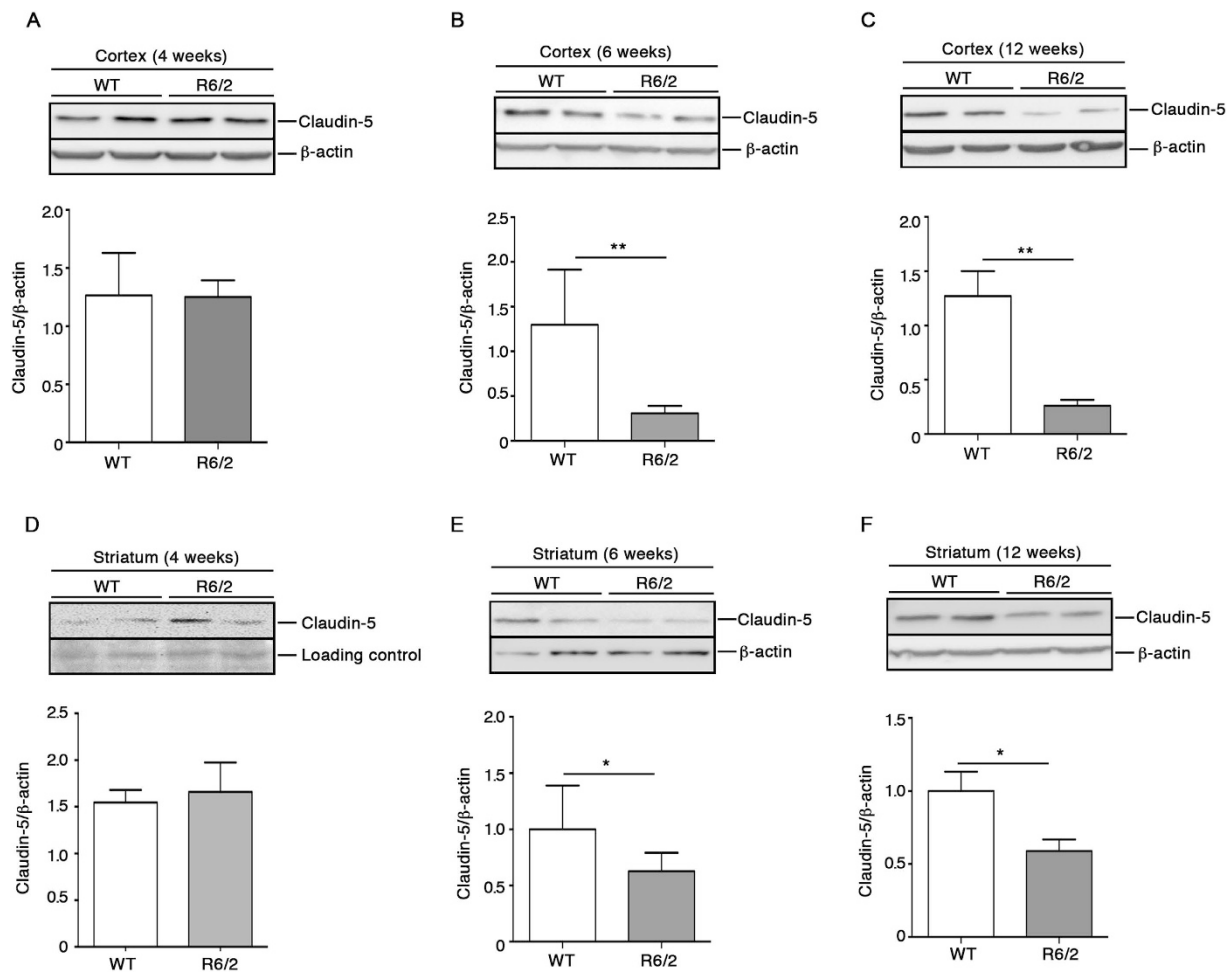 A
Cortex (4 weeks)
WT R6/2
Claudin-5
β-actin
2.0
1.5
1.0
0.5
0
Claudin-5/β-actin
WT R6/2
B
Cortex (6 weeks)
WT R6/2
Claudin-5
β-actin
2.5
2.0
1.5
1.0
0.5
0
Claudin-5/β-actin
**
WT R6/2
C
Cortex (12 weeks)
WT R6/2
Claudin-5
β-actin
2.0
1.5
1.0
0.5
0
Claudin-5/β-actin
**
WT R6/2
D
Striatum (4 weeks)
WT R6/2
Claudin-5
Loading control
2.5
2.0
1.5
1.0
0.5
0
Claudin-5/β-actin
WT R6/2
E
Striatum (6 weeks)
WT R6/2
Claudin-5
β-actin
2.0
1.5
1.0
0.5
0
Claudin-5/β-actin
*
WT R6/2
F
Striatum (12 weeks)
WT R6/2
Claudin-5
β-actin
1.5
1.0
0.5
0
Claudin-5/β-actin
*
WT R6/2